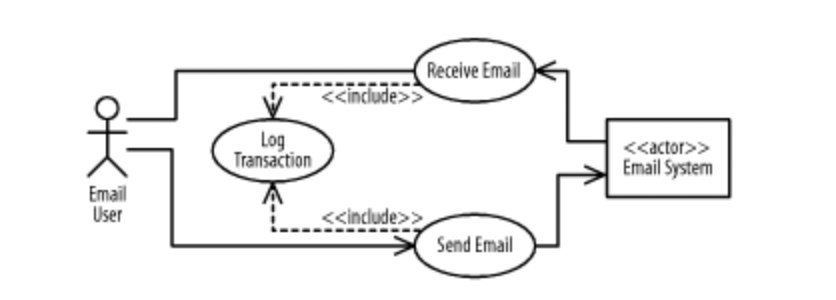 Receive Email
<<include>>
Log
Transaction
<<actor>>
Email System
Email
User
<<include>>
Send Email